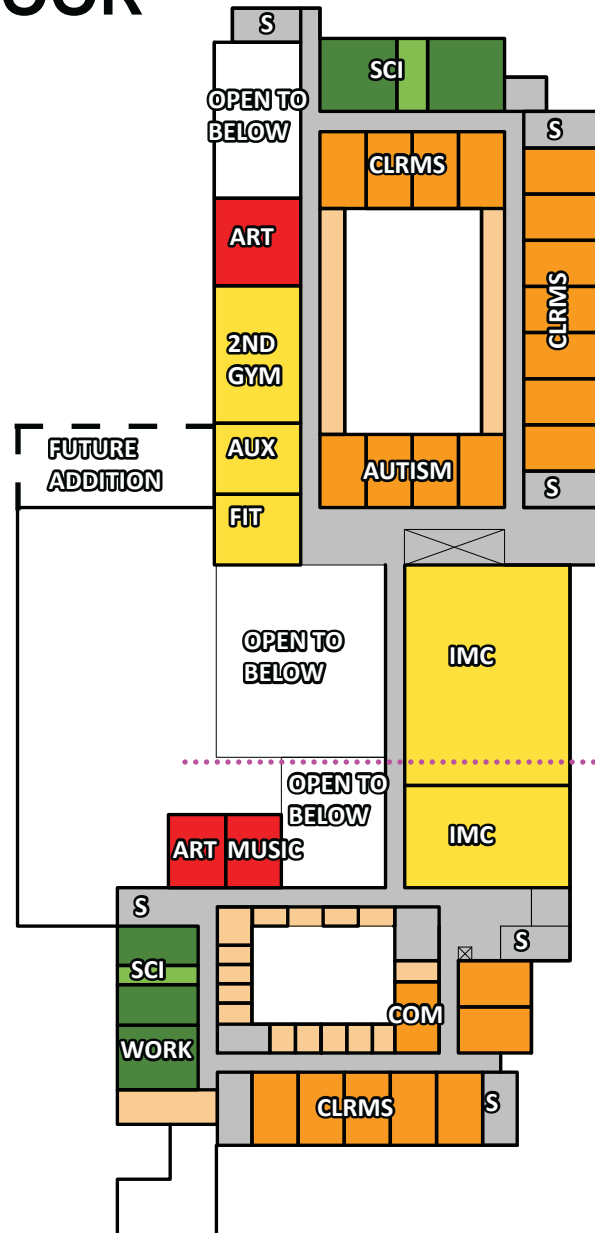 S
SCI
OPEN TO
BELOW
S
CLRMS
ART
CLRMS
2ND
GYM
FUTURE
ADDITION
AUX
AUTISM
S
FIT
OPEN TO
BELOW
IMC
OPEN TO
BELOW
IMC
ART
MUSIC
S
S
SCI
COM
WORK
CLRMS
S